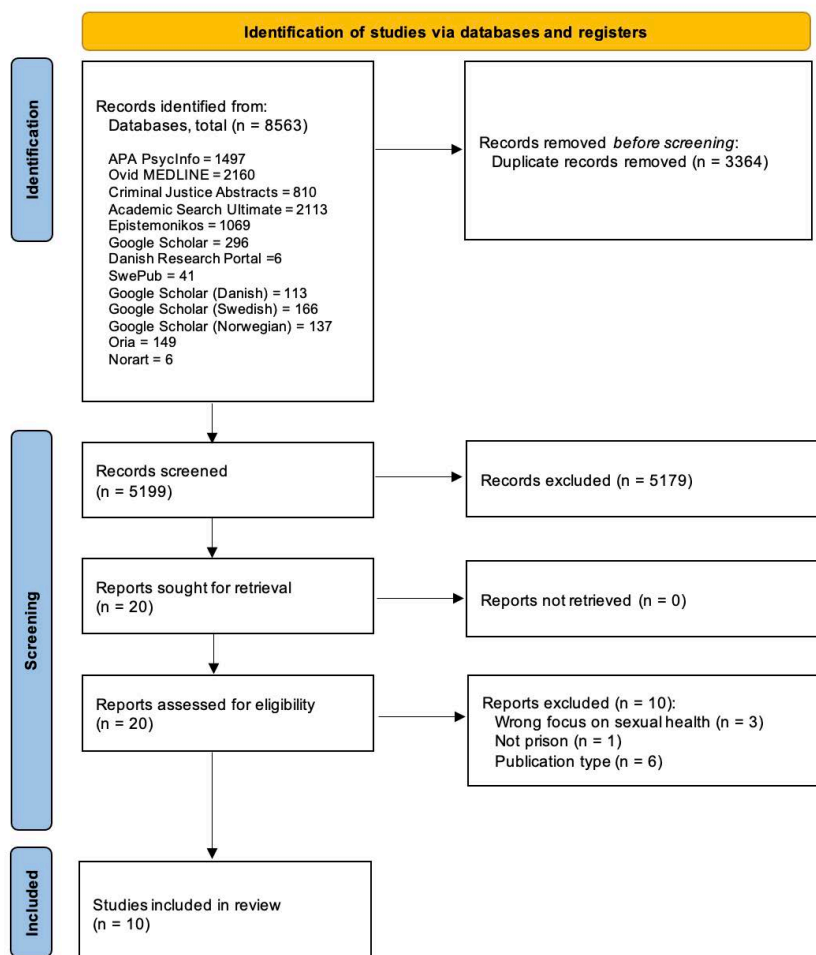 Identification of studies via databases and registers
Identification
Records identified from:
Databases, total (n = 8563)
APA PsycInfo = 1497
Ovid MEDLINE = 2160
Criminal Justice Abstracts = 810
Academic Search Ultimate = 2113
Epistemonikos = 1069
Google Scholar = 296
Danish Research Portal =6
SwePub = 41
Google Scholar (Danish) = 113
Google Scholar (Swedish) = 166
Google Scholar (Norwegian) = 137
Oria = 149
Norart = 6
Records removed before screening:
Duplicate records removed (n = 3364)
Screening
Records screened
(n = 5199)
Records excluded (n = 5179)
Reports sought for retrieval
(n = 20)
Reports not retrieved (n = 0)
Reports assessed for eligibility
(n = 20)
Reports excluded (n = 10):
Wrong focus on sexual health (n = 3)
Not prison (n = 1)
Publication type (n = 6)
Included
Studies included in review
(n = 10)